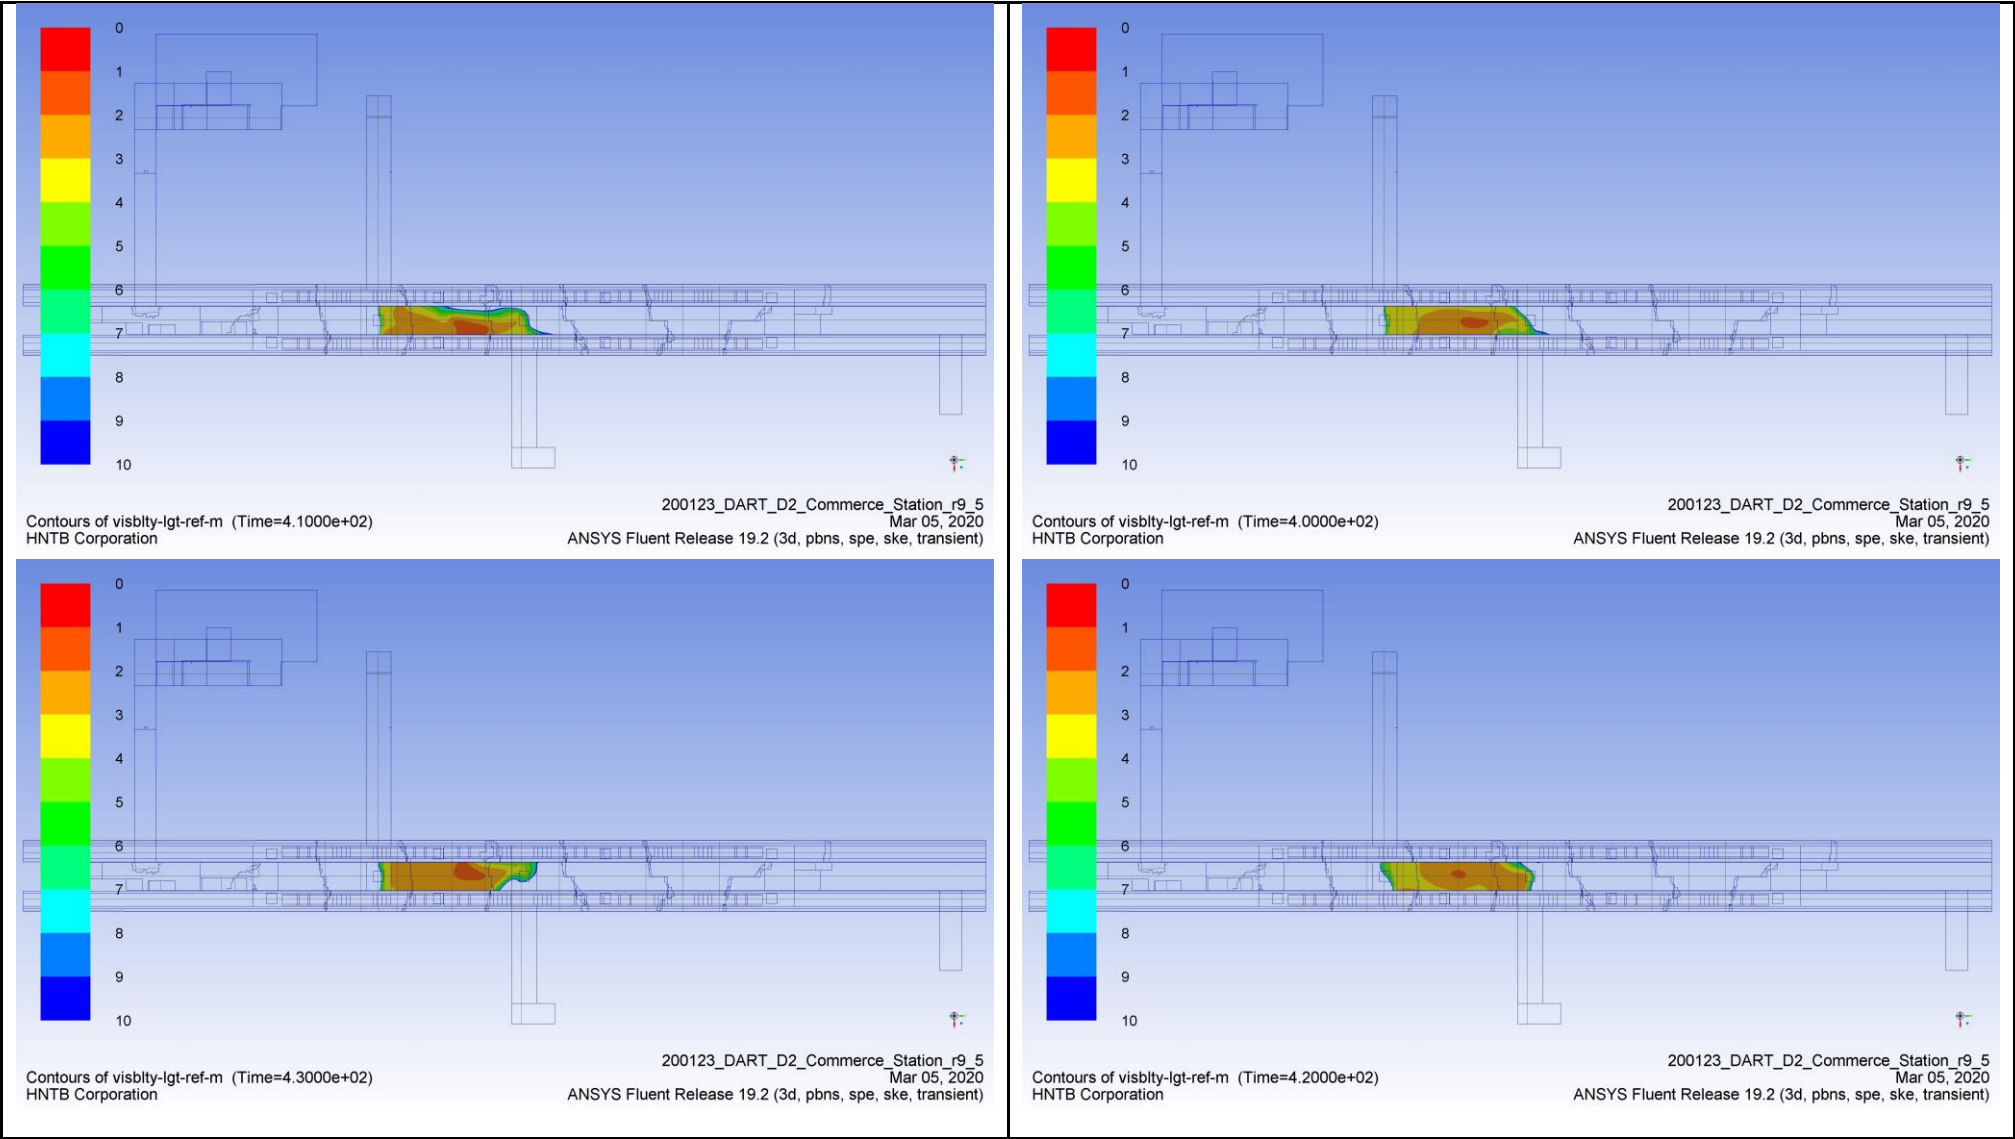 0
1
2
3
4
5
6
7
8
9
10
200123_DART_D2_Commerce_Station_r9_5
Contours of visblty-lgt-ref-m (Time=4.1000e+02)
Mar 05, 2020
HNTB Corporation
ANSYS Fluent Release 19.2 (3d, pbns, spe, ske, transient)
0
1
2
3
4
5
6
7
8
9
10
200123_DART_D2_Commerce_Station_r9_5
Contours of visblty-lgt-ref-m (Time=4.0000e+02)
Mar 05, 2020
HNTB Corporation
ANSYS Fluent Release 19.2 (3d, pbns, spe, ske, transient)
0
1
2
3
4
5
6
7
8
9
10
200123_DART_D2_Commerce_Station_r9_5
Contours of visblty-lgt-ref-m (Time=4.3000e+02)
Mar 05, 2020
HNTB Corporation
ANSYS Fluent Release 19.2 (3d, pbns, spe, ske, transient)
0
1
2
3
4
5
6
7
8
9
10
200123_DART_D2_Commerce_Station_r9_5
Contours of visblty-lgt-ref-m (Time=4.2000e+02)
Mar 05, 2020
HNTB Corporation
ANSYS Fluent Release 19.2 (3d, pbns, spe, ske, transient)